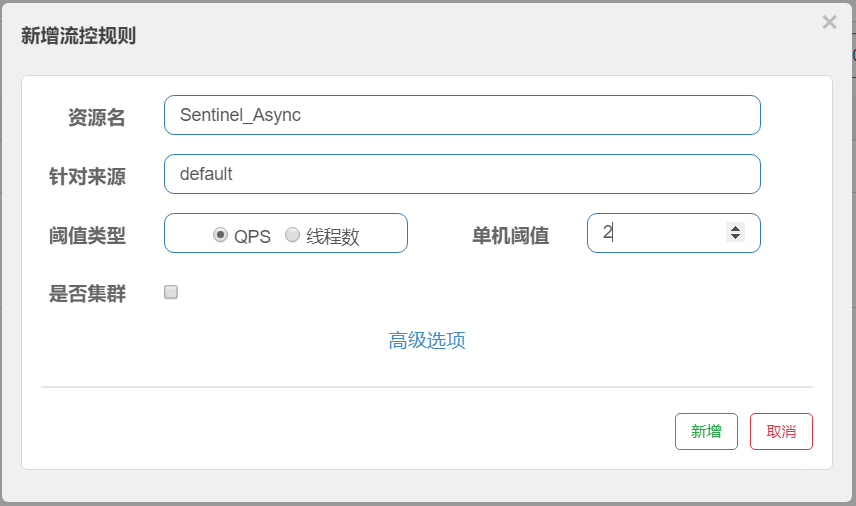 新增流控规则
×
资源名 Sentinel_Async
针对来源 default
阈值类型 QPS 线程数 单机阈值 2
是否集群
高级选项
新增 取消